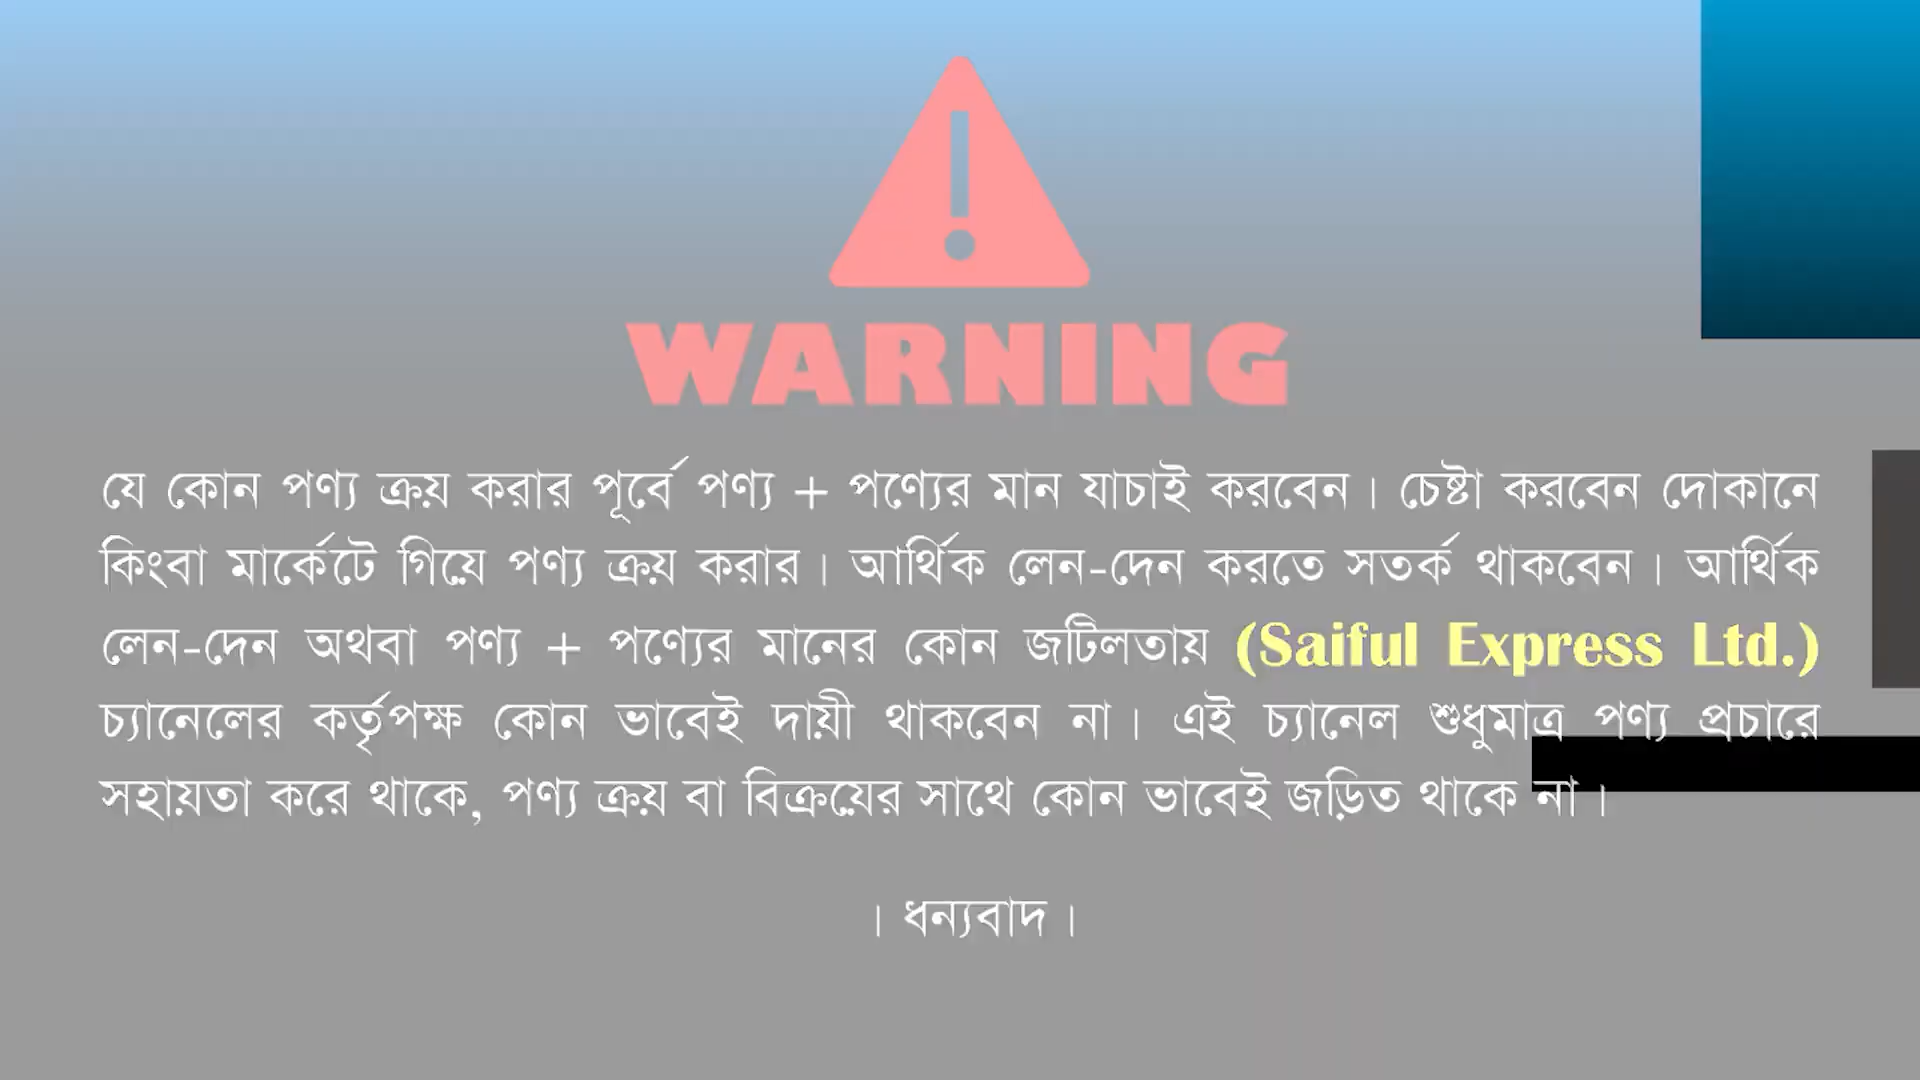 WARNING
যে কোন পণ্য ক্রয় করার পূর্বে পণ্য + পণ্যের মান যাচাই করবেন। চেষ্টা করবেন দোকানে
কিংবা মার্কেটে গিয়ে পণ্য ক্রয় করার। আর্থিক লেন-দেন করতে সতর্ক থাকবেন। আর্থিক
লেন-দেন অথবা পণ্য + পণ্যের মানের কোন জটিলতায় (Saiful Express Ltd.)
চ্যানেলের কর্তৃপক্ষ কোন ভাবেই দায়ী থাকবেন না। এই চ্যানেল শুধুমাত্র পণ্য প্রচারে
সহায়তা করে থাকে, পণ্য ক্রয় বা বিক্রয়ের সাথে কোন ভাবেই জড়িত থাকে না।
। ধন্যবাদ।